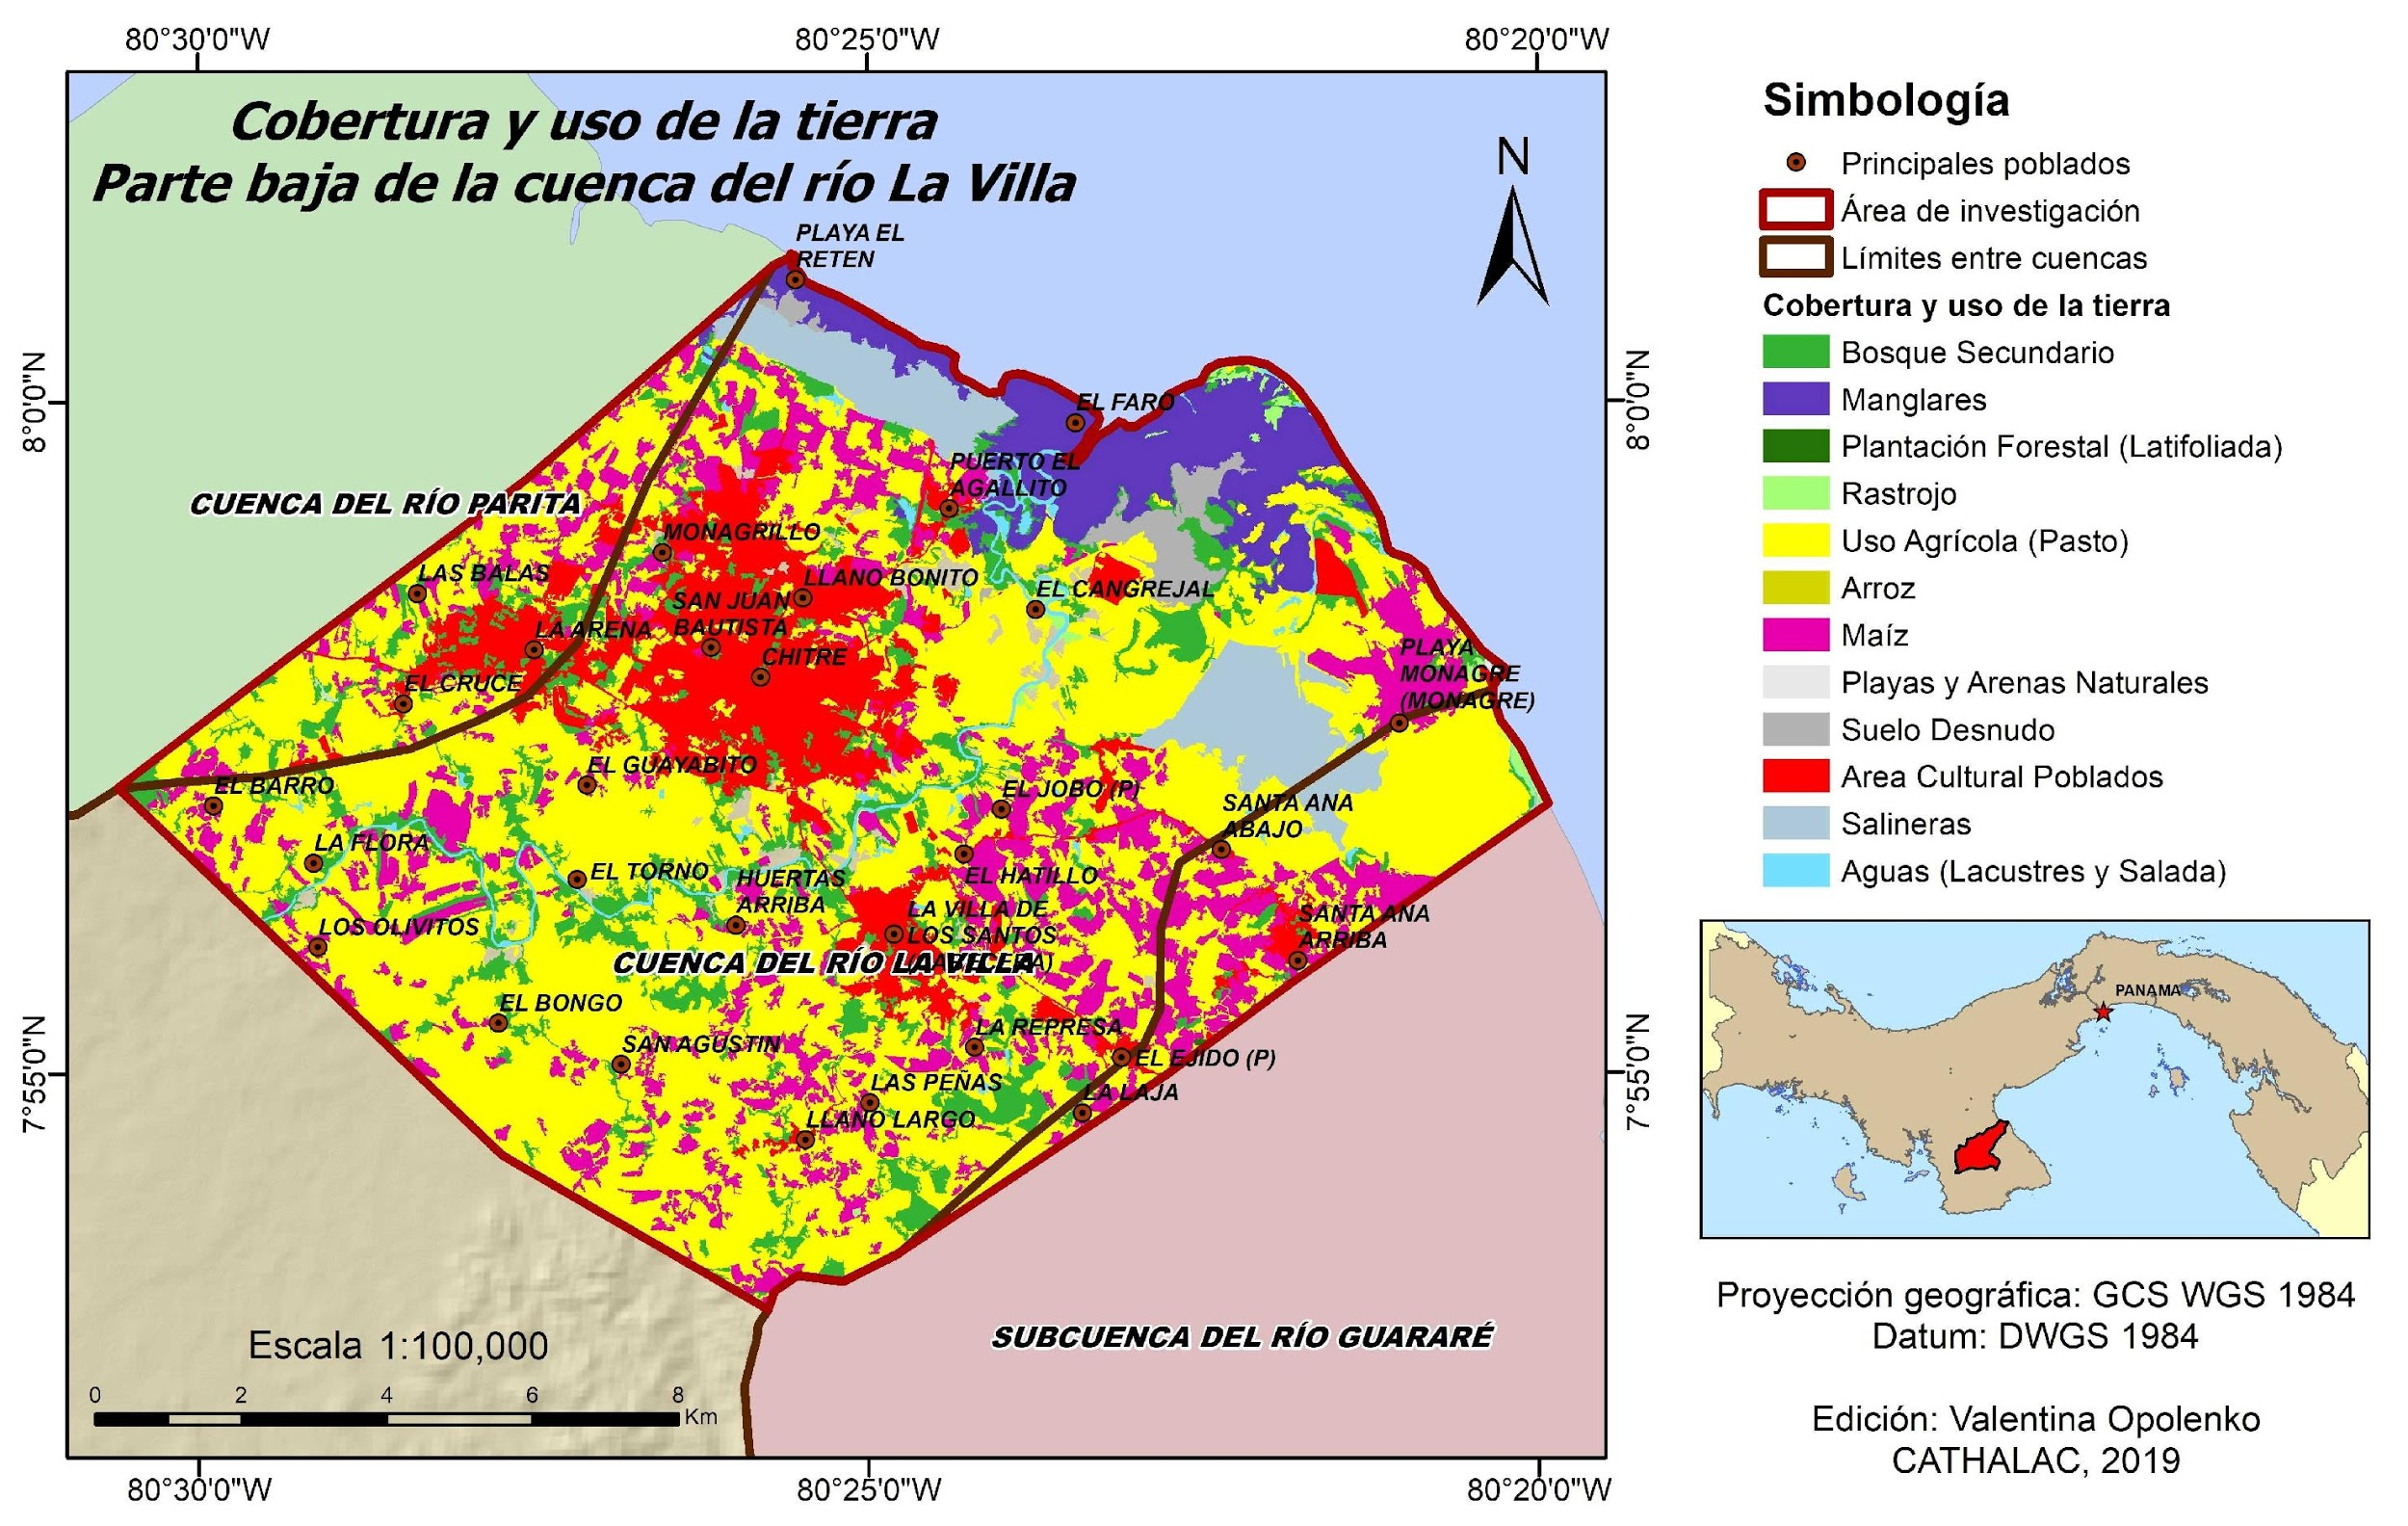 80°30'0"W
80°25'0"W
80°20'0"W
Cobertura y uso de la tierra
Parte baja de la cuenca del río La Villa
N
8°0'0"N
8°0'0"N
PLAYA EL
RETEN
EL FARO
PUERTO EL
AGALLITO
CUENCA DEL RÍO PARITA
MONAGRILLO
LAS BALAS
LLANO BONITO
EL CANGREJAL
SAN JUAN
BAUTISTA
LA ARENA
CHITRE
PLAYA
MONAGRE
(MONAGRE)
EL CRUCE
EL GUAYABITO
EL BARRO
EL JOBO (P)
SANTA ANA
ABAJO
LA FLORA
EL TORNO
HUERTAS
ARRIBA
EL HATILLO
LA VILLA DE
LOS SANTOS
SANTA ANA
ARRIBA
LOS OLIVITOS
CUENCA DEL RÍO LA VILLA
EL BONGO
LA REPRESA
SAN AGUSTIN
EL EJIDO (P)
LAS PEÑAS
LA LAJA
LLANO LARGO
7°55'0"N
7°55'0"N
SUBCUENCA DEL RÍO GUARARÉ
Escala 1:100,000
0 2 4 6 8
Km
80°30'0"W
80°25'0"W
80°20'0"W
Simbología
Principales poblados
Área de investigación
Límites entre cuencas
Cobertura y uso de la tierra
Bosque Secundario
Manglares
Plantación Forestal (Latifoliada)
Rastrojo
Uso Agrícola (Pasto)
Arroz
Maíz
Playas y Arenas Naturales
Suelo Desnudo
Area Cultural Poblados
Salineras
Aguas (Lacustres y Salada)
PANAMA
Proyección geográfica: GCS WGS 1984
Datum: DWGS 1984
Edición: Valentina Opolenko
CATHALAC, 2019